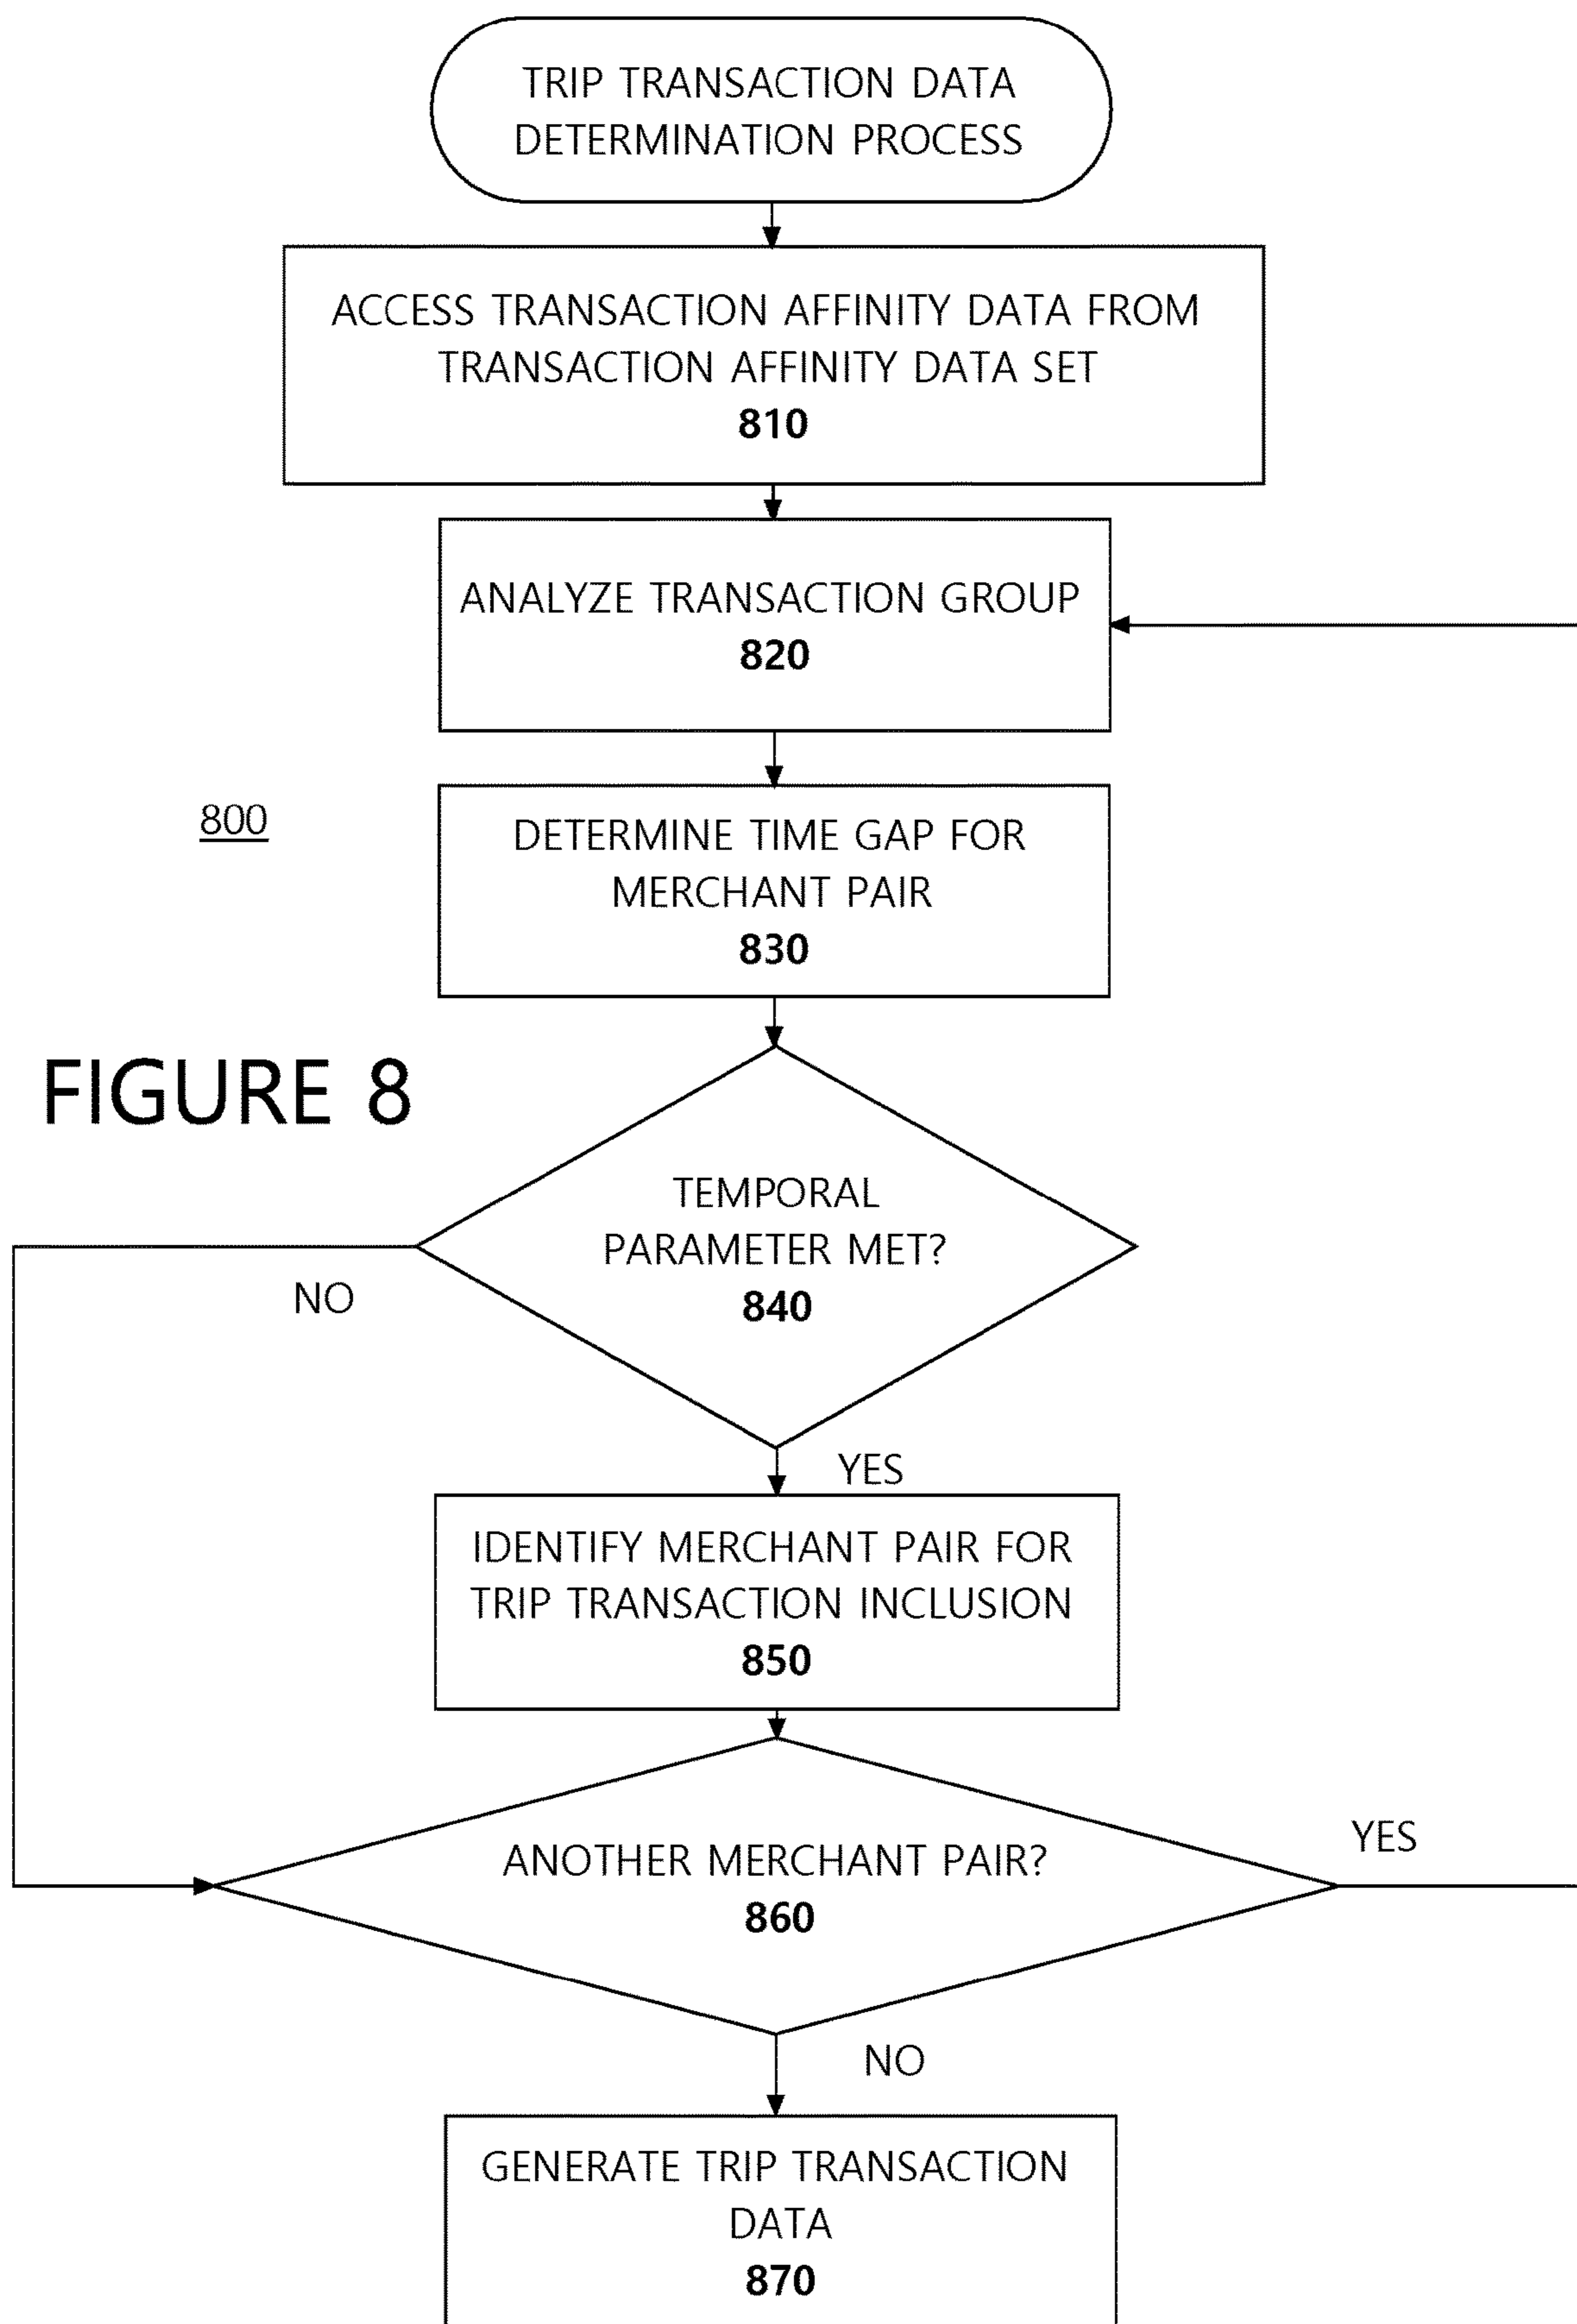 TRIP TRANSACTION DATA
DETERMINATION PROCESS
ACCESS TRANSACTION AFFINITY DATA FROM
TRANSACTION AFFINITY DATA SET
810
ANALYZE TRANSACTION GROUP
820
800
DETERMINE TIME GAP FOR
MERCHANT PAIR
830
FIGURE 8
TEMPORAL
PARAMETER MET?
840
NO
YES
IDENTIFY MERCHANT PAIR FOR
TRIP TRANSACTION INCLUSION
850
ANOTHER MERCHANT PAIR?
860
YES
NO
GENERATE TRIP TRANSACTION
DATA
870